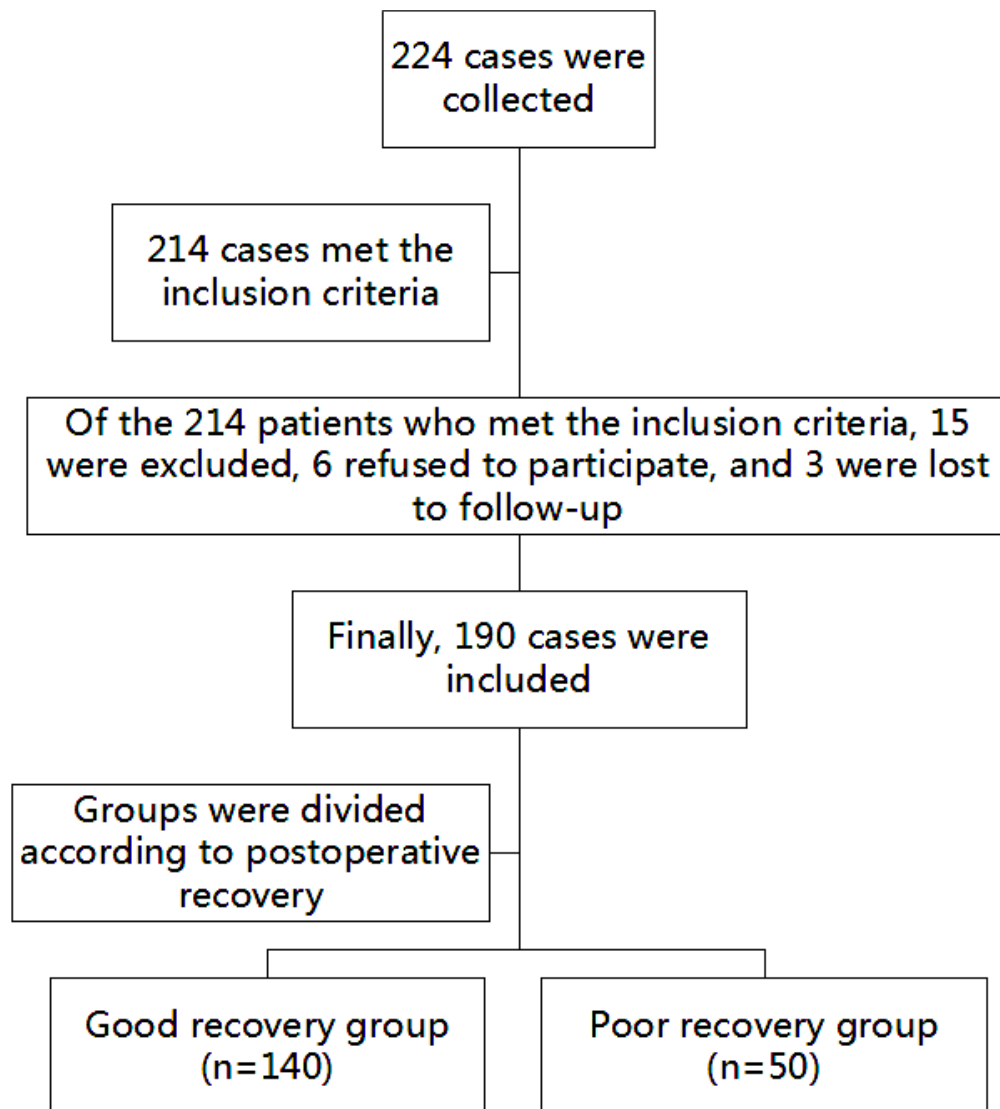 224 cases were
collected
214 cases met the
inclusion criteria
Of the 214 patients who met the inclusion criteria, 15
were excluded, 6 refused to participate, and 3 were lost
to follow-up
Finally, 190 cases were
included
Groups were divided
according to postoperative
recovery
Good recovery group
(n=140)
Poor recovery group
(n=50)